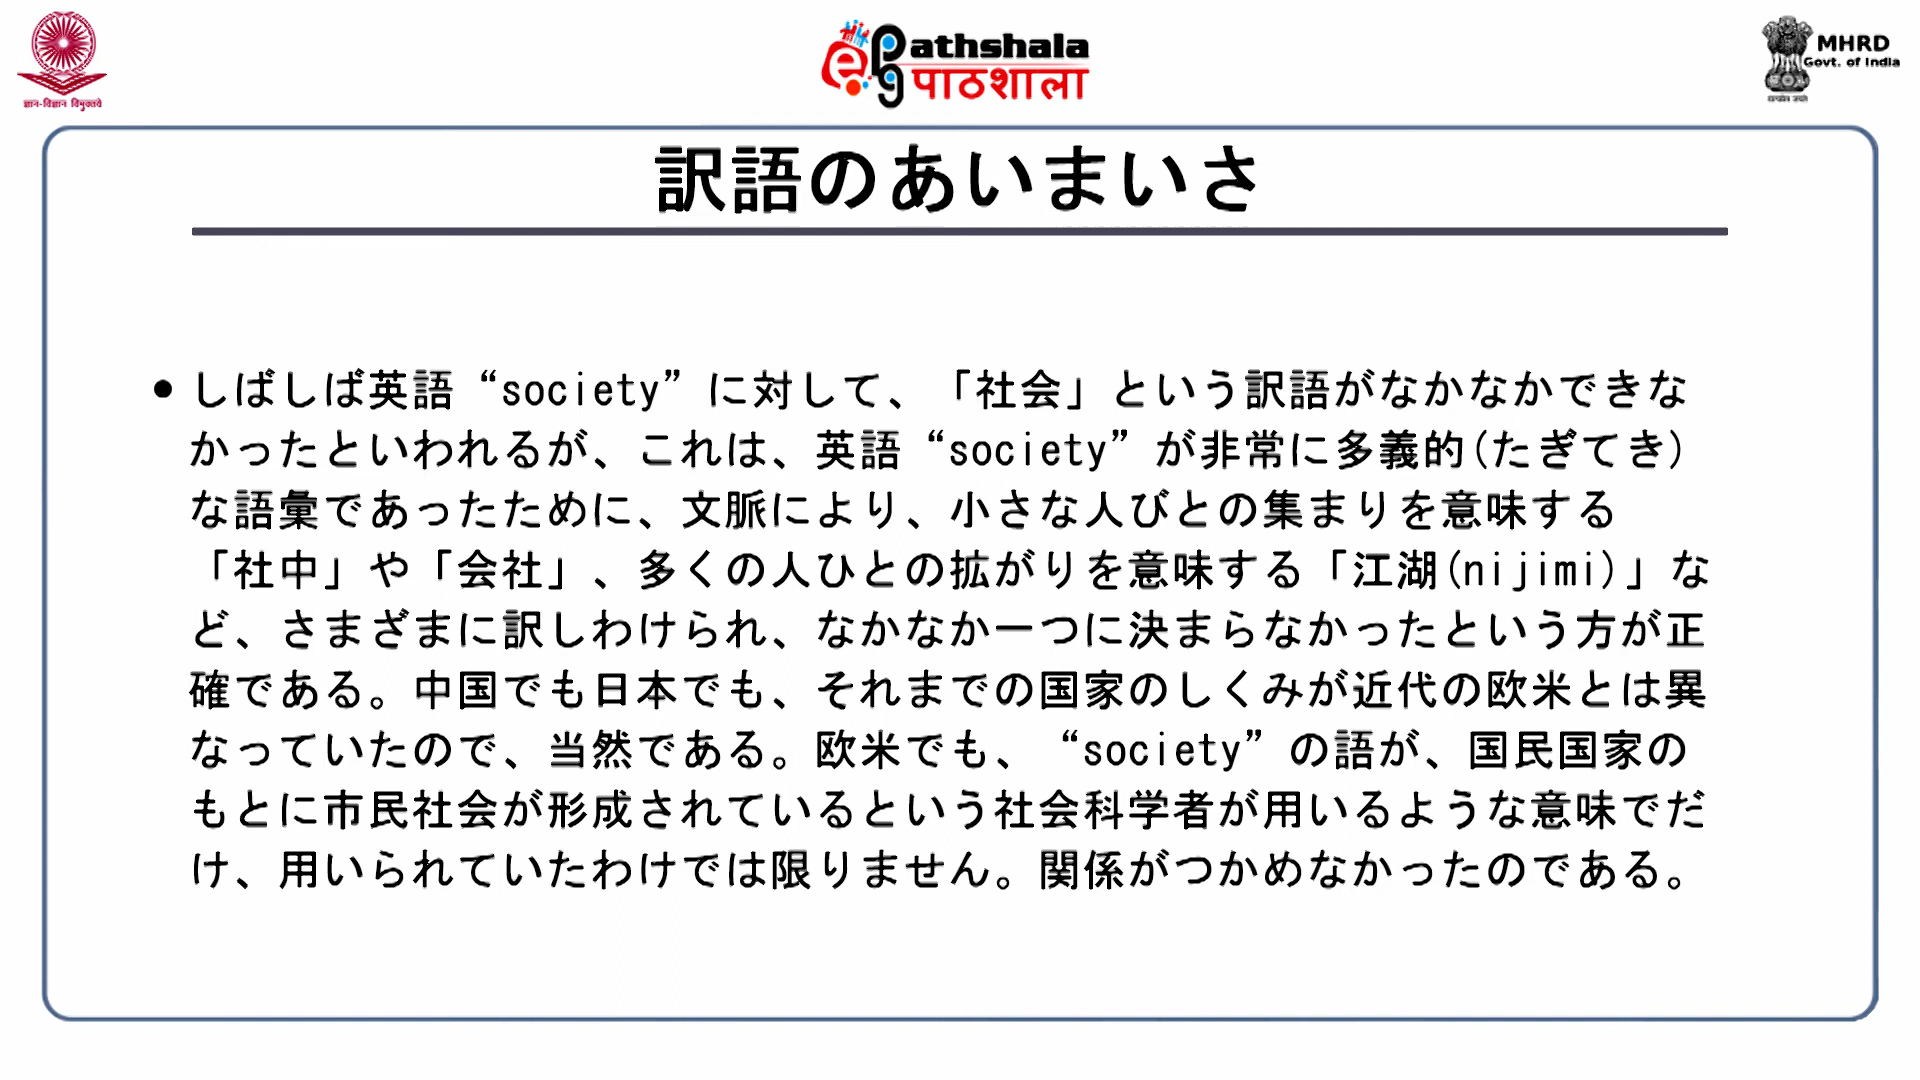 ज्ञान-विज्ञान विमुक्तये
ePathshala
पाठशाला
MHRD
Govt. of India
सत्यमेव जयते
訳語のあいまいさ
• しばしば英語“society”に対して、「社会」という訳語がなかなかできな
かったといわれるが、これは、英語“society”が非常に多義的(たぎてき)
な語彙であったために、文脈により、小さな人びとの集まりを意味する
「社中」や「会社」、多くの人ひとの拡がりを意味する「江湖(nijimi)」な
ど、さまざまに訳しわけられ、なかなか一つに決まらなかったという方が正
確である。中国でも日本でも、それまでの国家のしくみが近代の欧米とは異
なっていたので、当然である。欧米でも、“society”の語が、国民国家の
もとに市民社会が形成されているという社会科学者が用いるような意味でだ
け、用いられていたわけでは限りません。関係がつかめなかったのである。